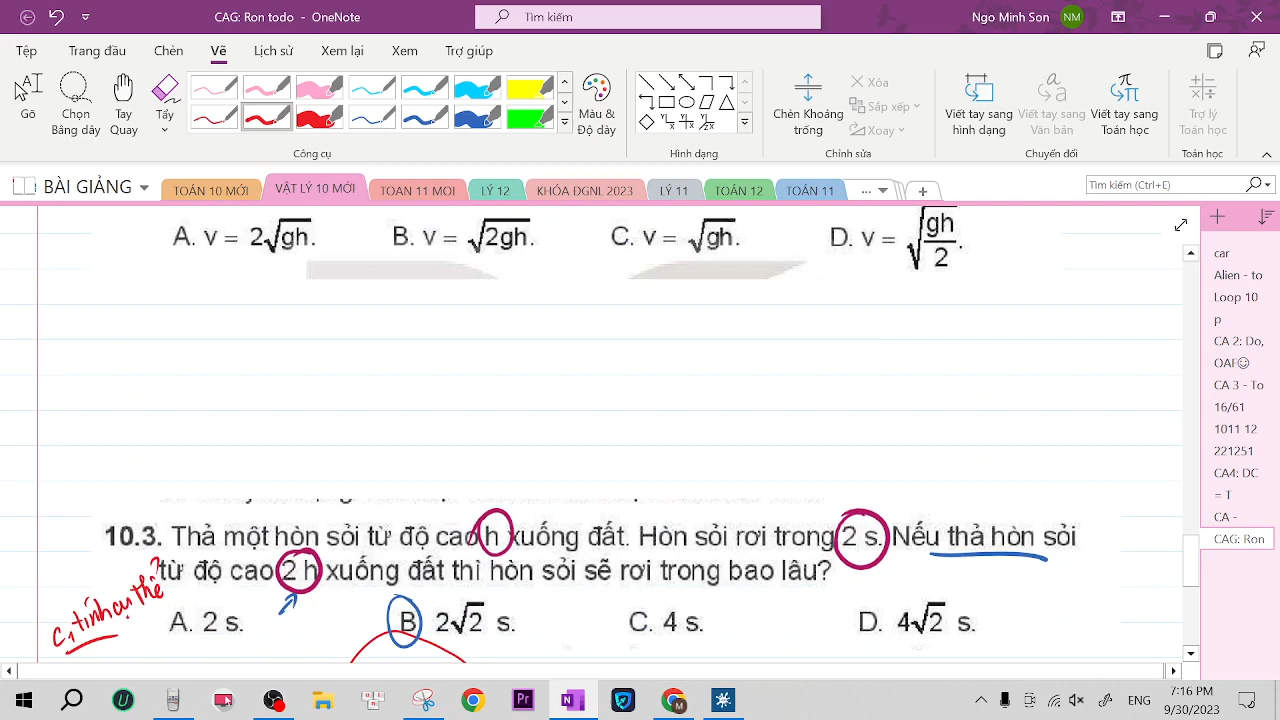 CAG: Ron todo - OneNote
Tìm kiếm
Ngo Minh Son NM
Tệp Trang đầu Chèn Vẽ Lịch sử Xem lại Xem Trợ giúp
Gõ
Chọn Bằng dây
Tay Quay
Tẩy
Màu & Độ dày
Chèn Khoảng trống
Xóa
Sắp xếp
Xoay
Viết tay sang hình dạng
Viết tay sang Văn bản
Viết tay sang Toán học
Trợ lý Toán học
Công cụ Hình dạng Chỉnh sửa Chuyển đổi Toán học
BÀI GIẢNG
TOÁN 10 MỚI VẬT LÝ 10 MỚI TOAN 11 MOI LÝ 12 KHÓA ĐGNL 2023 LÝ 11 TOÁN 12 TOÁN 11 ...
Tìm kiếm (Ctrl+E)
A. v = 2√gh. B. v = √2gh. C. v = √gh. D. v = √(gh/2).
10.3. Thả một hòn sỏi từ độ cao h xuống đất. Hòn sỏi rơi trong 2 s. Nếu thả hòn sỏi
từ độ cao 2 h xuống đất thì hòn sỏi sẽ rơi trong bao lâu?
C1 tính cụ thể ?
A. 2 s. B 2√2 s. C. 4 s. D. 4√2 s.
car
Alien - to
Loop 10
p
CA 2: Do,
OAF☺
CA 3 - To
16/61
1011 12
221251
CA4: DC
= T
CA -
CAG: Ron
ENG
7:16 PM
9/30/2023